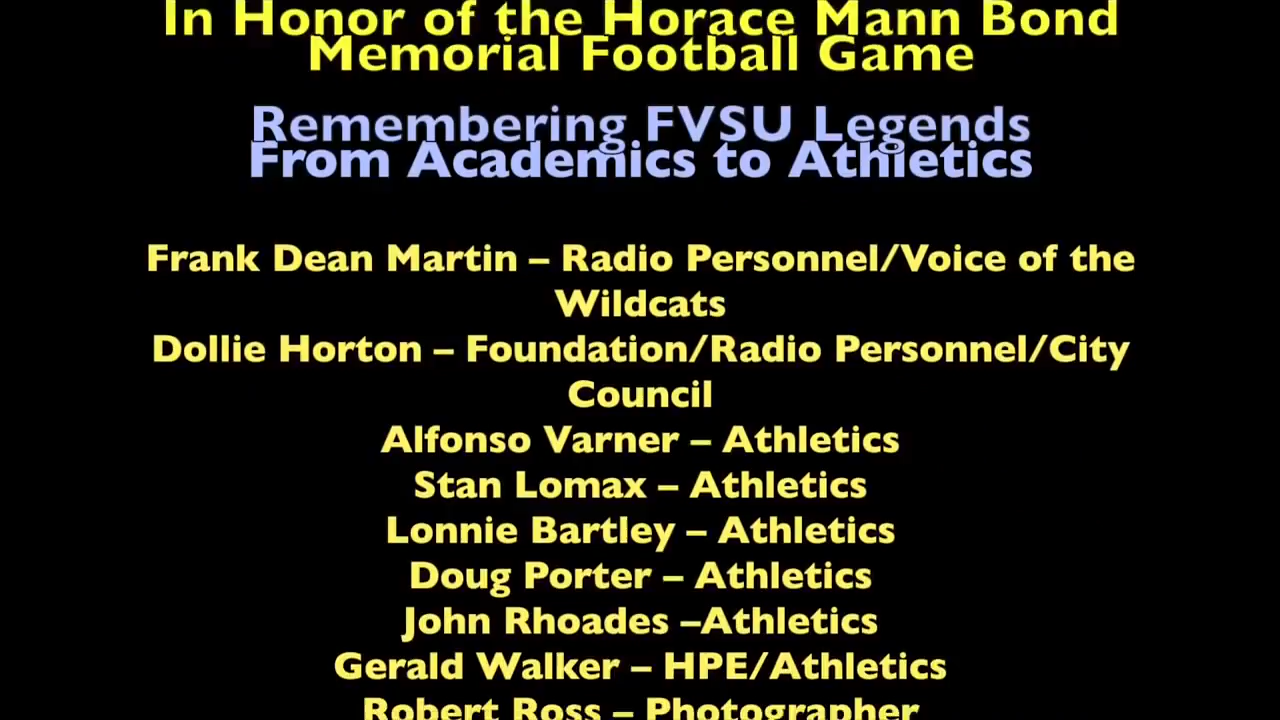 In Honor of the Horace Mann Bond
Memorial Football Game
Remembering FVSU Legends
From Academics to Athletics
Frank Dean Martin – Radio Personnel/Voice of the
Wildcats
Dollie Horton – Foundation/Radio Personnel/City
Council
Alfonso Varner – Athletics
Stan Lomax – Athletics
Lonnie Bartley – Athletics
Doug Porter – Athletics
John Rhoades –Athletics
Gerald Walker – HPE/Athletics
Robert Ross – Photographer